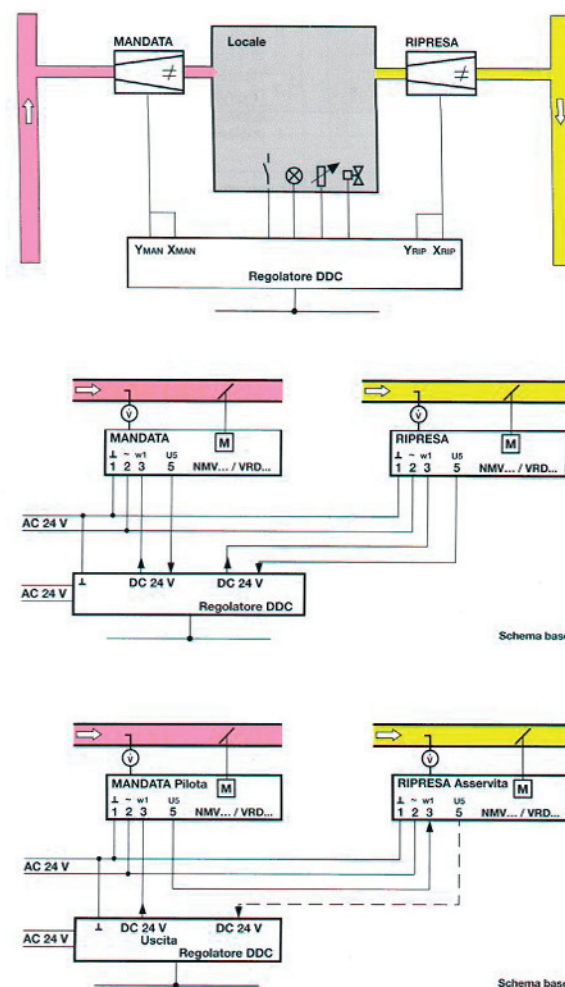 MANDATA Locale RIPRESA
YMAN XMAN YRIP XRIP
Regolatore DDC
V̇ V̇
MANDATA M RIPRESA M
⊥ ~ w1 U5 ⊥ ~ w1 U5
1 2 3 5 NMV... / VRD... 1 2 3 5 NMV... / VRD...
AC 24 V
⊥ DC 24 V DC 24 V
AC 24 V
Regolatore DDC
Schema base
V̇ V̇
MANDATA Pilota M RIPRESA Asservita M
⊥ ~ w1 U5 ⊥ ~ w1 U5
1 2 3 5 NMV... / VRD... 1 2 3 5 NMV... / VRD...
AC 24 V
⊥ DC 24 V DC 24 V
AC 24 V Uscita
Regolatore DDC
Schema base